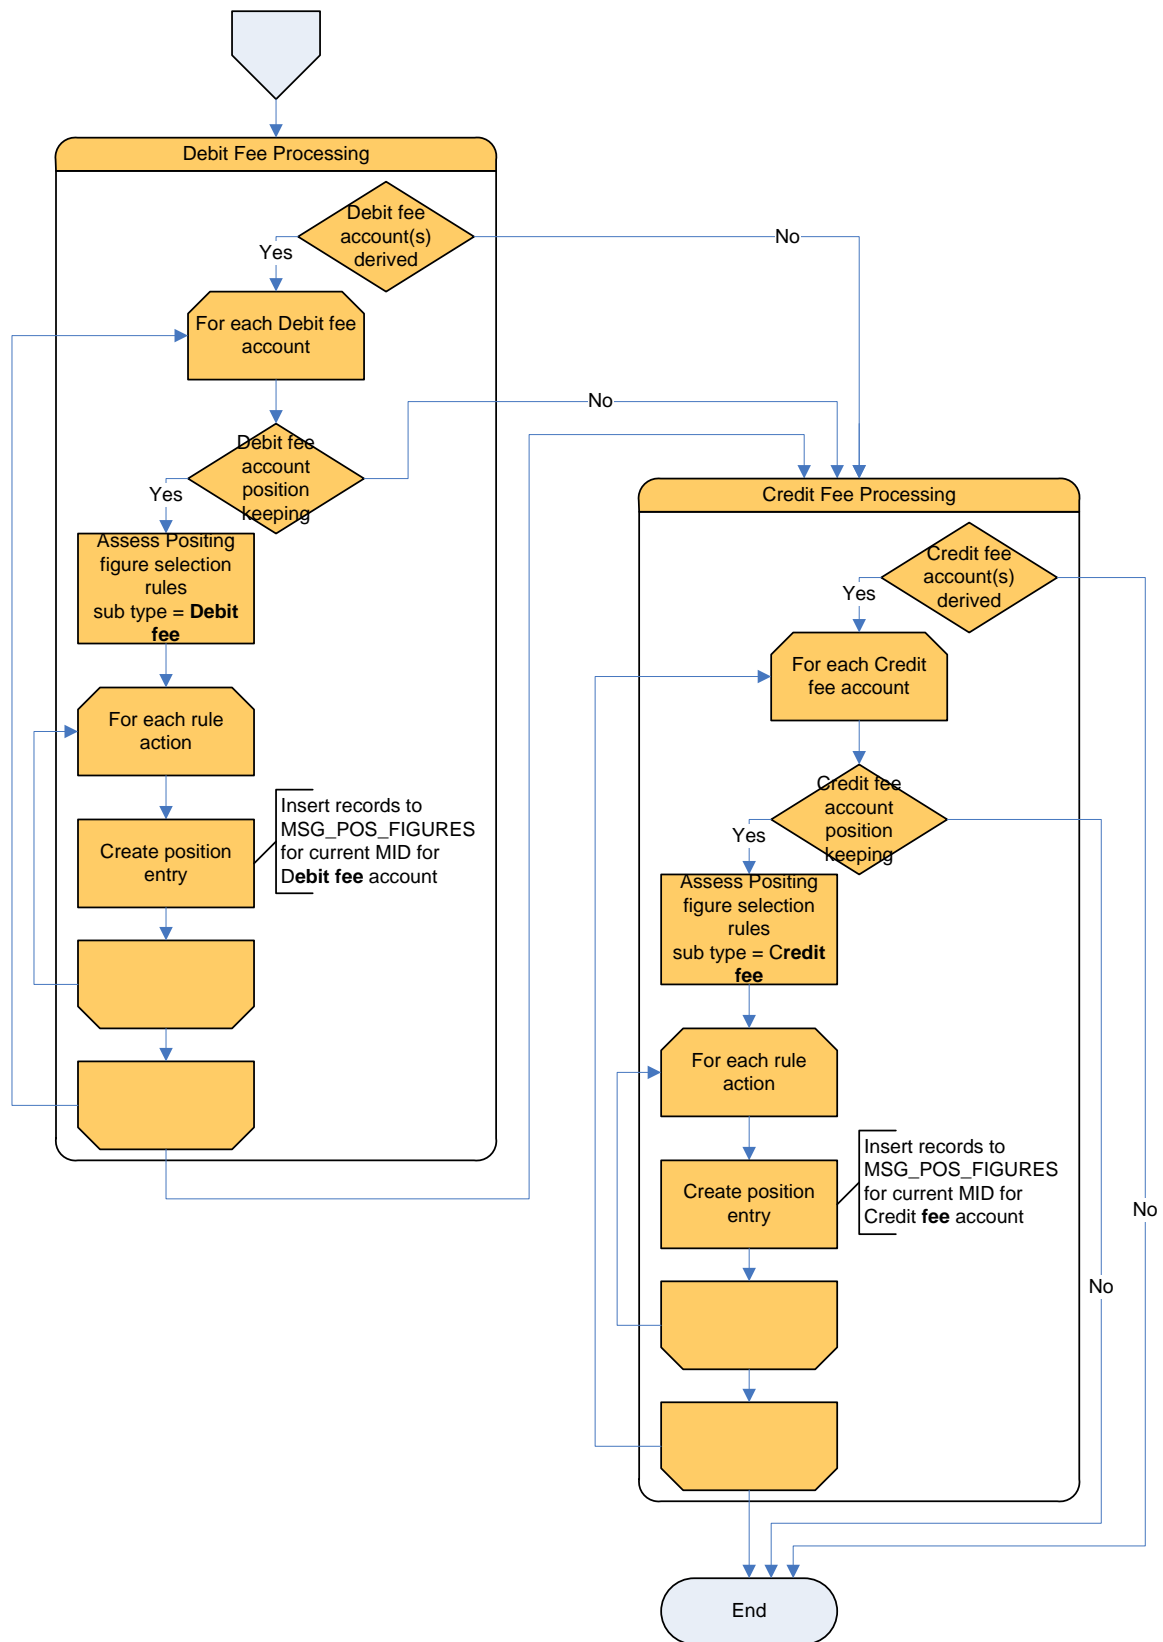 Debit Fee Processing
Debit fee
account(s)
derived
No
Yes
For each Debit fee
account
No
Debit fee
account
position
keeping
Yes
Assess Positing
figure selection
rules
sub type = Debit
fee
For each rule
action
Create position
entry
Insert records to
MSG_POS_FIGURES
for current MID for
Debit fee account
Credit Fee Processing
Credit fee
account(s)
derived
Yes
For each Credit
fee account
Credit fee
account
position
keeping
Yes
Assess Positing
figure selection
rules
sub type = Credit
fee
For each rule
action
Create position
entry
Insert records to
MSG_POS_FIGURES
for current MID for
Credit fee account
No
No
End